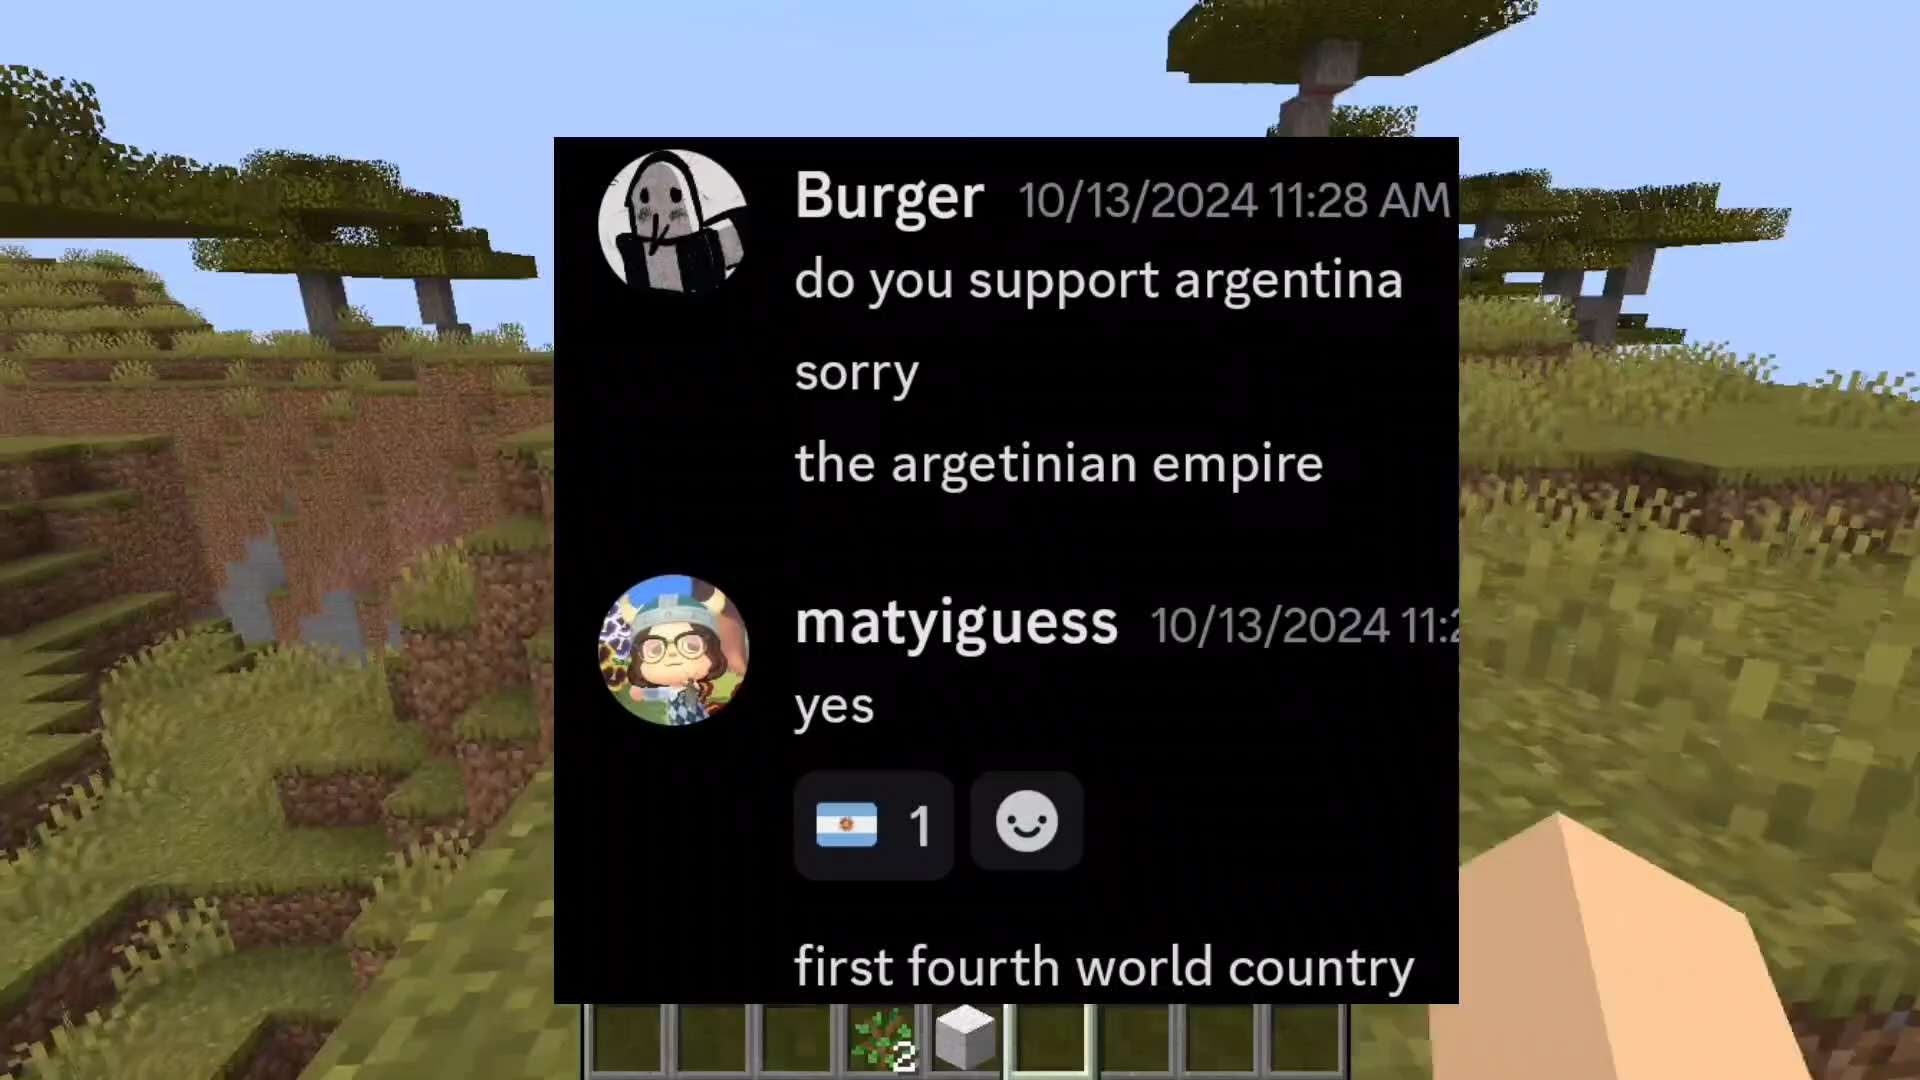 Burger 10/13/2024 11:28 AM
do you support argentina
sorry
the argetinian empire
matyiguess 10/13/2024 11:2
yes
1
first fourth world country
2